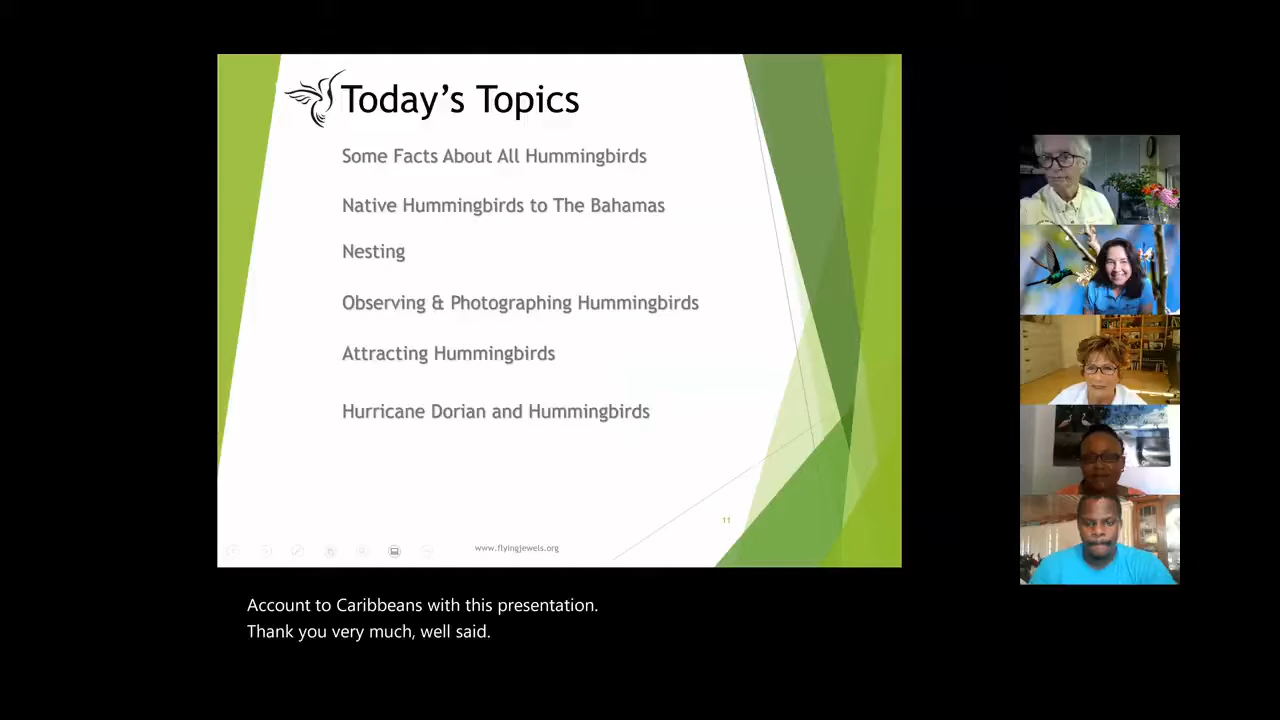 Today's Topics
Some Facts About All Hummingbirds
Native Hummingbirds to The Bahamas
Nesting
Observing & Photographing Hummingbirds
Attracting Hummingbirds
Hurricane Dorian and Hummingbirds
11
www.flyingjewels.org
Account to Caribbeans with this presentation.
Thank you very much, well said.